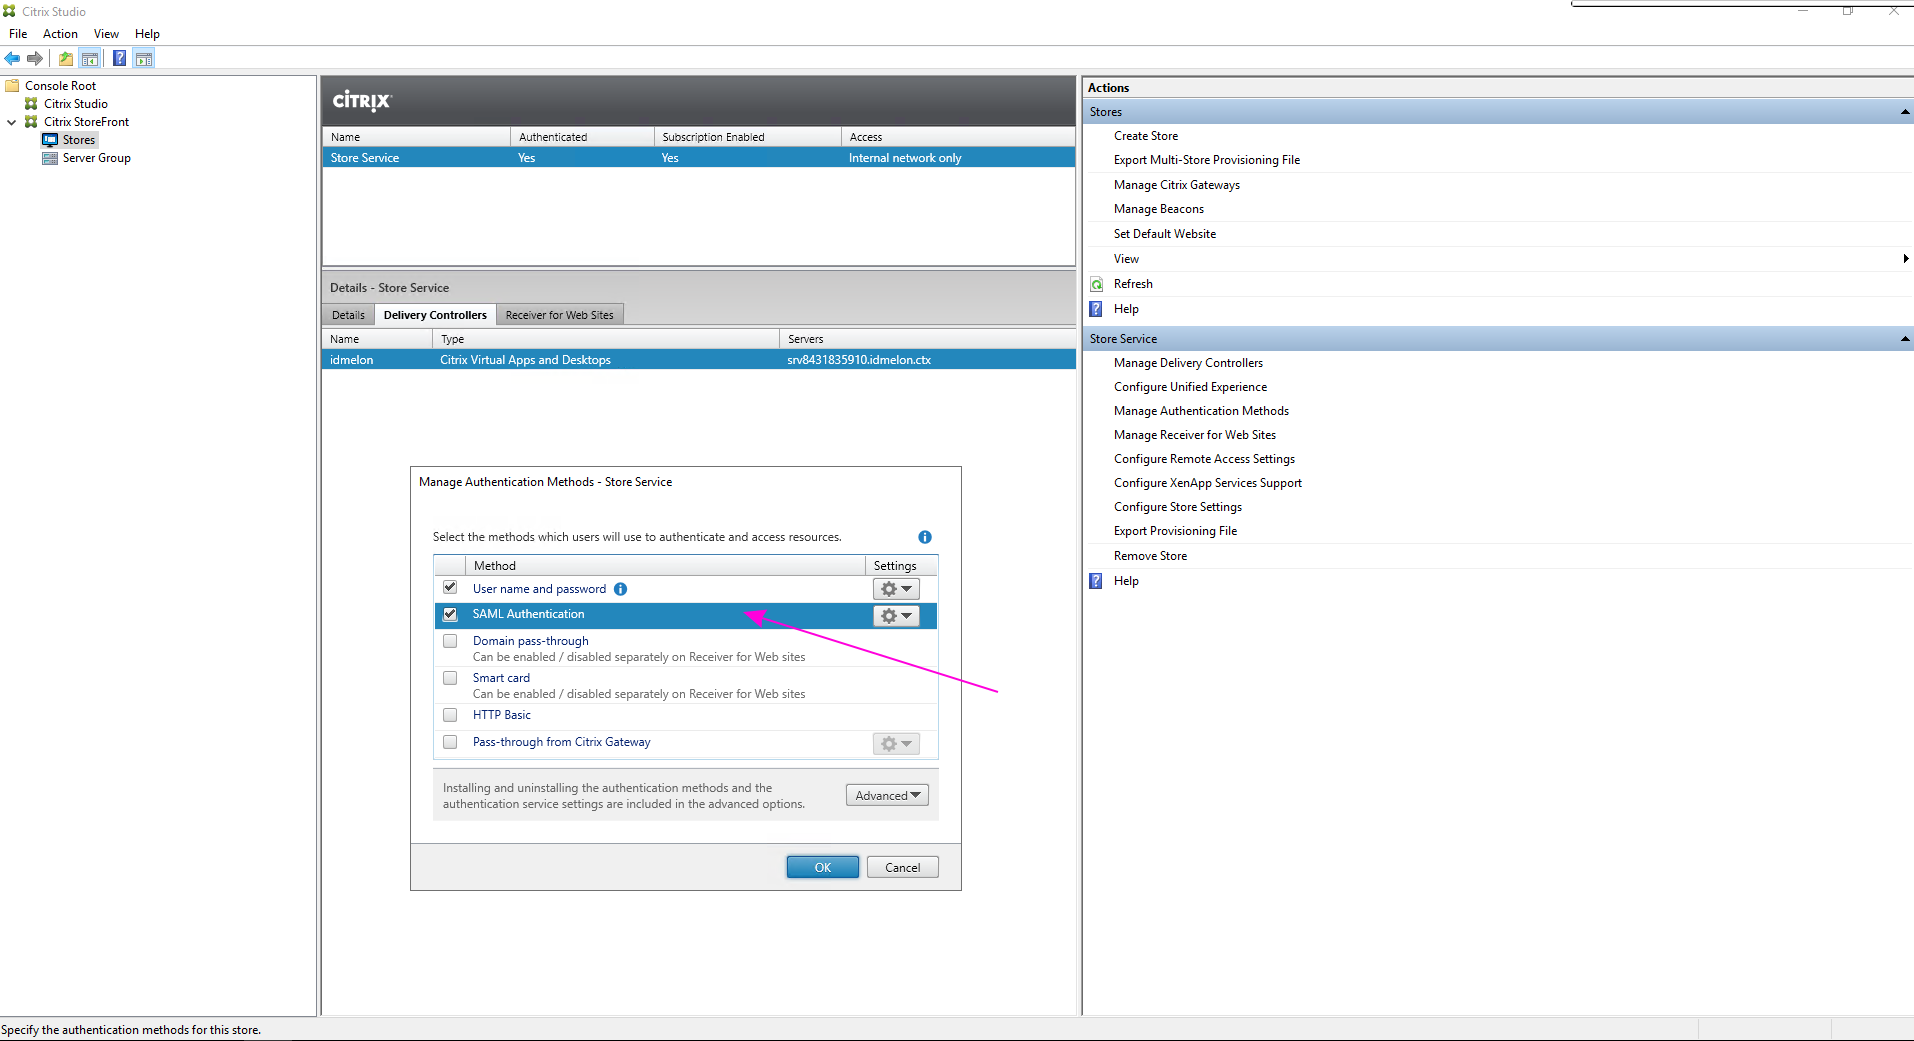 Citrix Studio
File Action View Help
Console Root
Citrix Studio
Citrix StoreFront
Stores
Server Group
CİTRIX
Name Authenticated Subscription Enabled Access
Store Service Yes Yes Internal network only
Details - Store Service
Details Delivery Controllers Receiver for Web Sites
Name Type Servers
idmelon Citrix Virtual Apps and Desktops srv8431835910.idmelon.ctx
Manage Authentication Methods - Store Service
Select the methods which users will use to authenticate and access resources.
Method Settings
User name and password
SAML Authentication
Domain pass-through
Can be enabled / disabled separately on Receiver for Web sites
Smart card
Can be enabled / disabled separately on Receiver for Web sites
HTTP Basic
Pass-through from Citrix Gateway
Installing and uninstalling the authentication methods and the
authentication service settings are included in the advanced options.
Advanced
OK Cancel
Actions
Stores
Create Store
Export Multi-Store Provisioning File
Manage Citrix Gateways
Manage Beacons
Set Default Website
View
Refresh
Help
Store Service
Manage Delivery Controllers
Configure Unified Experience
Manage Authentication Methods
Manage Receiver for Web Sites
Configure Remote Access Settings
Configure XenApp Services Support
Configure Store Settings
Export Provisioning File
Remove Store
Help
Specify the authentication methods for this store.